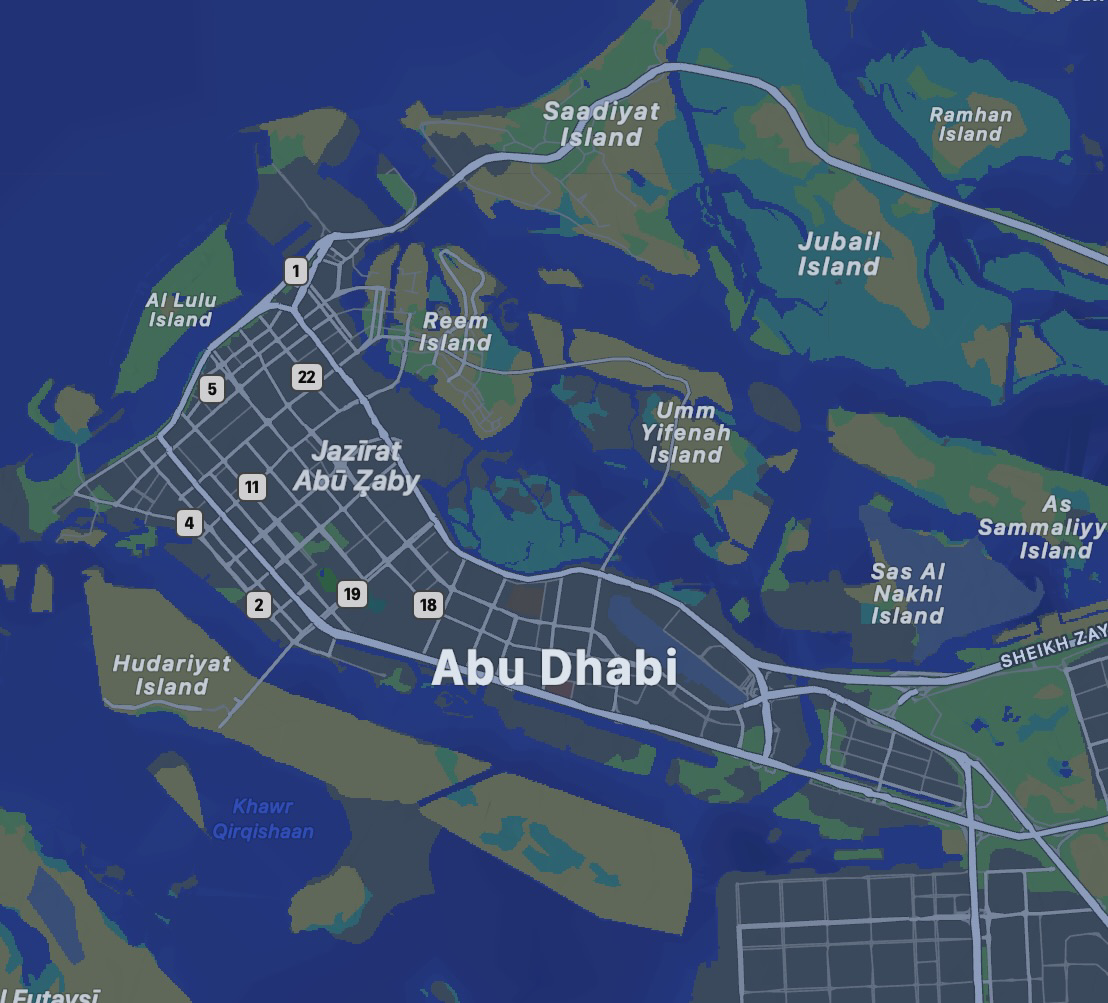 Saadiyat
Island
Ramhan
Island
Jubail
Island
1
Al Lulu
Island
Reem
Island
5
22
Umm
Yifenah
Island
Jazīrat
Abū Z̧aby
11
4
As
Sammaliyy
Island
Sas Al
Nakhl
Island
2
19
18
SHEIKH ZAY
Abu Dhabi
Hudariyat
Island
Khawr
Qirqishaan
l Futaysī